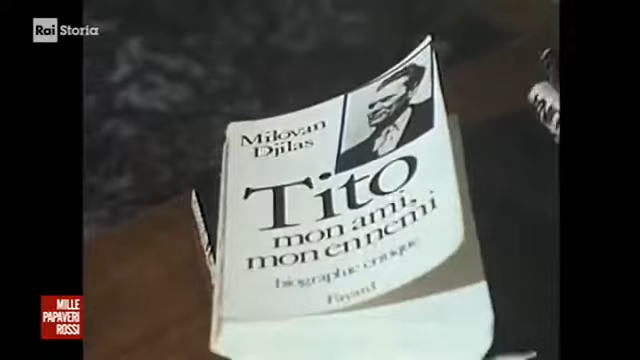 Rai Storia
Milovan
Djilas
Tito
mon ami,
mon ennemi
biographie critique
Fayard
MILLE
PAPAVERI
ROSSI